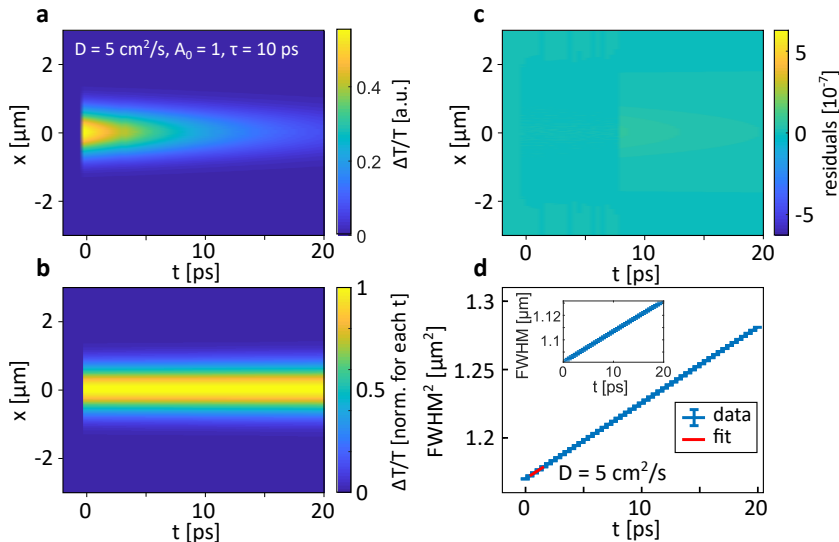 a
D = 5 cm²/s, A₀ = 1, τ = 10 ps
x [µm]
2
0
-2
0
10
20
t [ps]
0.4
0.2
0
ΔT/T [a.u.]
c
x [µm]
2
0
-2
0
10
20
t [ps]
5
0
-5
residuals [10⁻⁷]
b
x [µm]
2
0
-2
0
10
20
t [ps]
1
0.5
0
ΔT/T [norm. for each t]
d
FWHM² [µm²]
1.3
1.25
1.2
0
10
20
t [ps]
FWHM [µm]
1.12
1.1
0
5
10
15
20
t [ps]
data
fit
D = 5 cm²/s